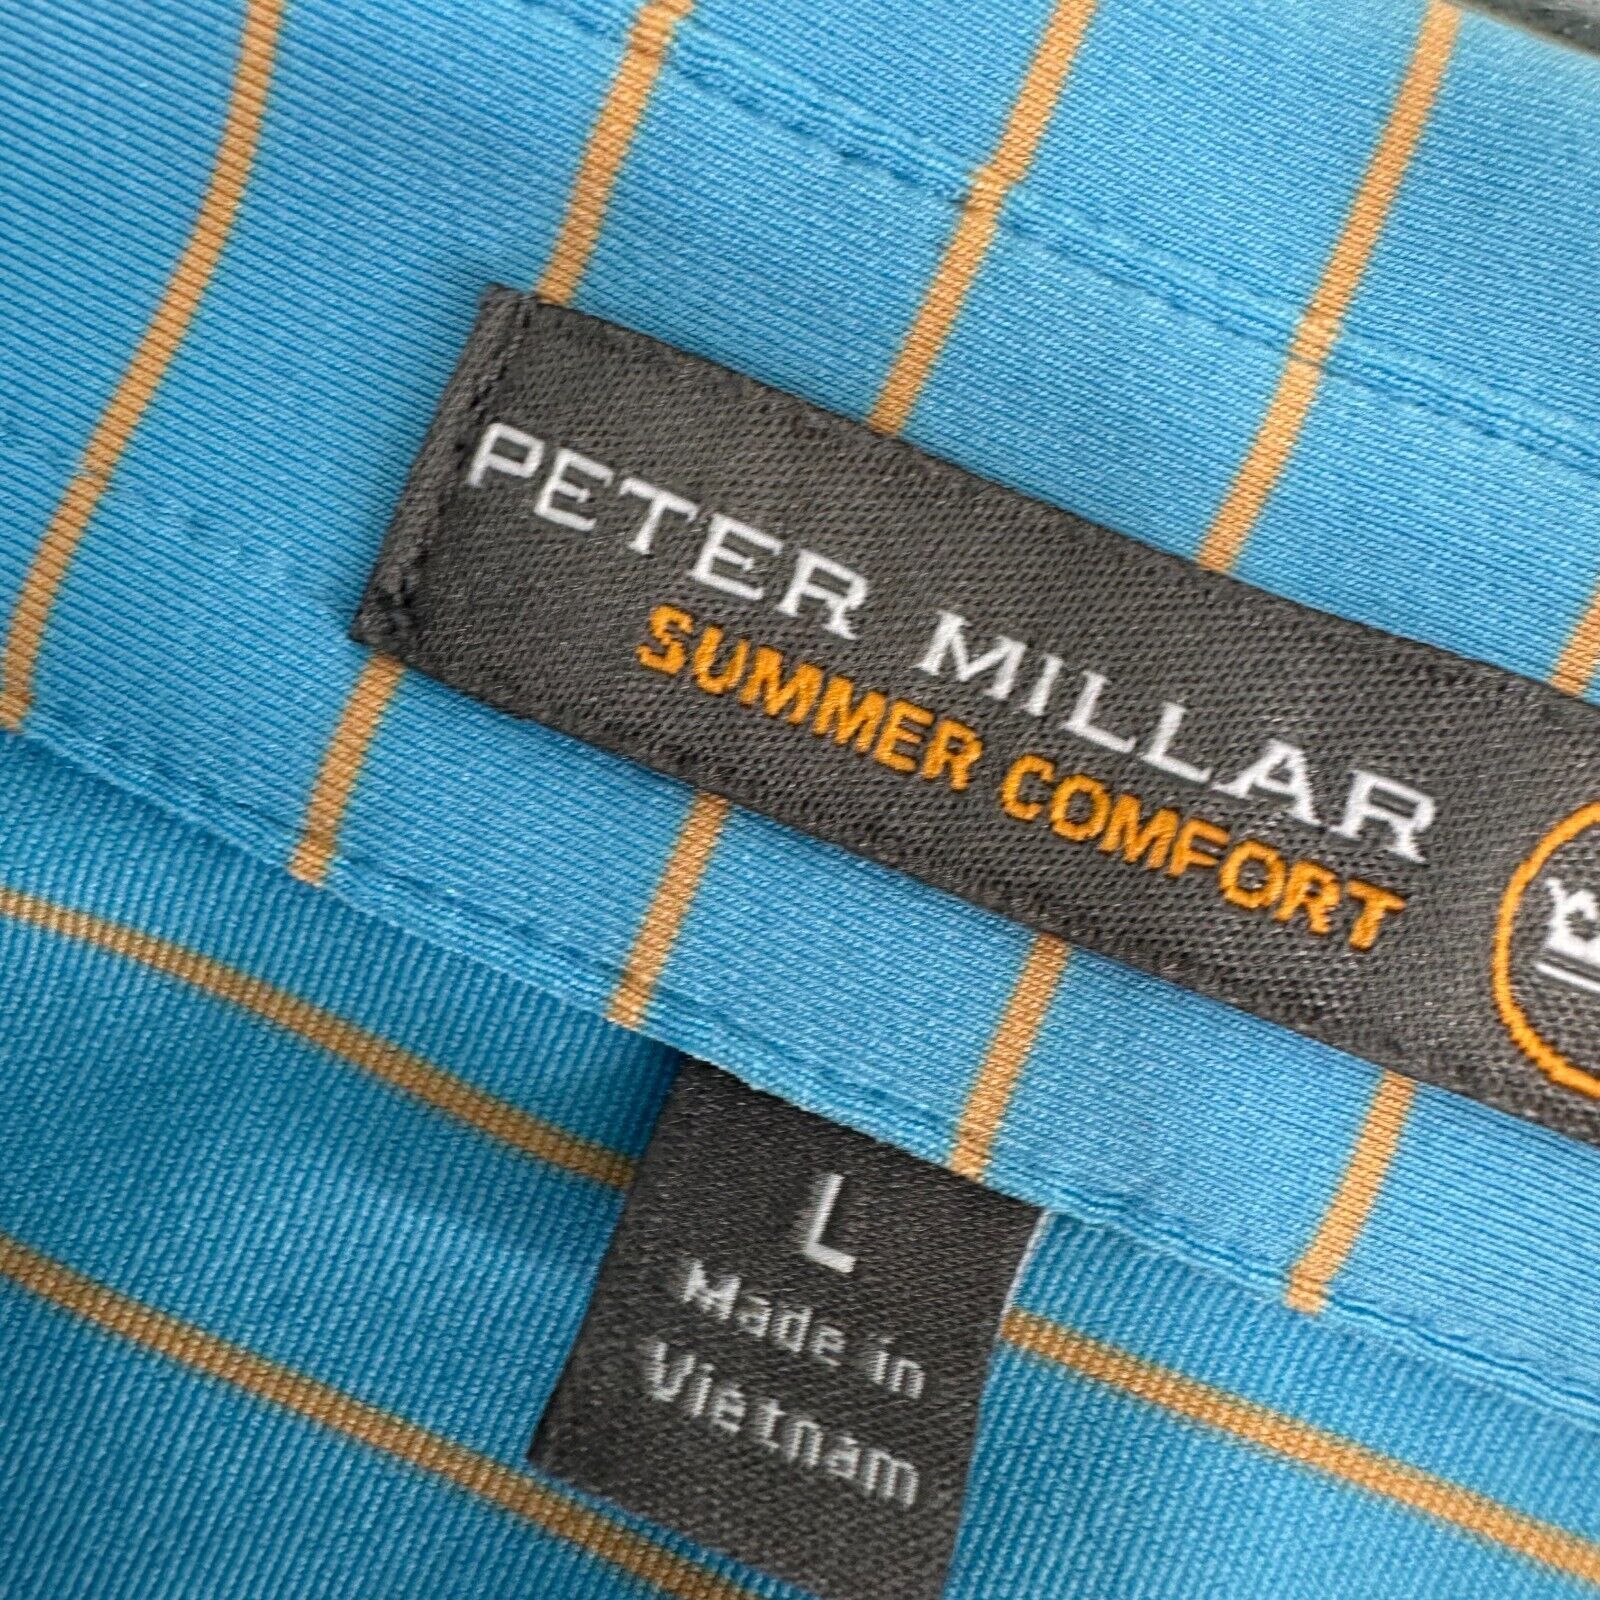 PETER MILLAR
SUMMER COMFORT
L
Made in
Vietnam